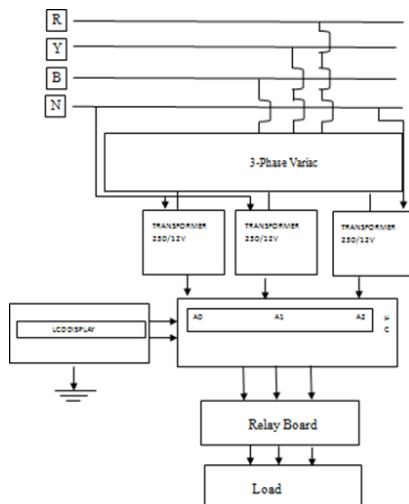 R
Y
B
N
3-Phase Variac
TRANSFORMER
230/12V
TRANSFORMER
230/12V
TRANSFORMER
230/12V
LCD DISPLAY
A0 A1 A2
C
Relay Board
Load